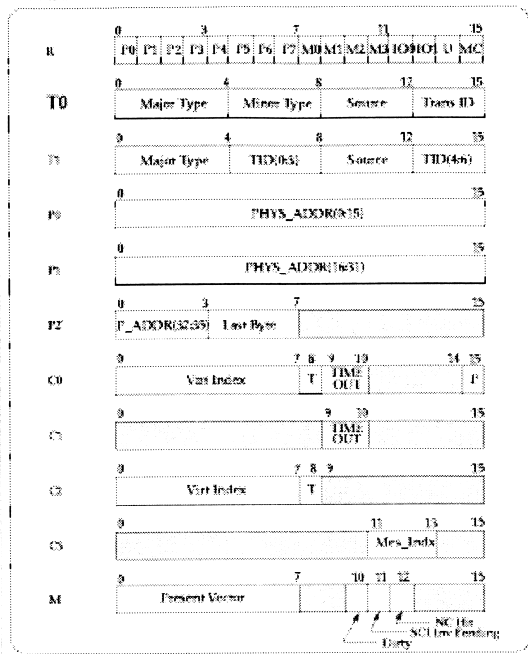 0 3 7 11 15
R P0 P1 P2 P3 P4 P5 P6 P7 M0 M1 M2 M3 IO0 IO1 U MC
0 4 8 12 15
T0 Major Type Minor Type Source Trans ID
0 4 8 12 15
T1 Major Type TID(0:3) Source TID(4:6)
0 15
P0 PHYS_ADDR(0:15)
0 15
P1 PHYS_ADDR(16:31)
0 3 7 15
P2 P_ADDR(32:35) Last Byte
0 7 8 9 10 14 15
C0 Virt Index T TIME OUT P
0 9 10 15
C1 TIME OUT
0 7 8 9 15
C2 Virt Index T
0 11 13 15
C3 Mes_Indx
0 7 10 11 12 15
M Present Vector
NC Hit
SCI Inv Pending
Dirty